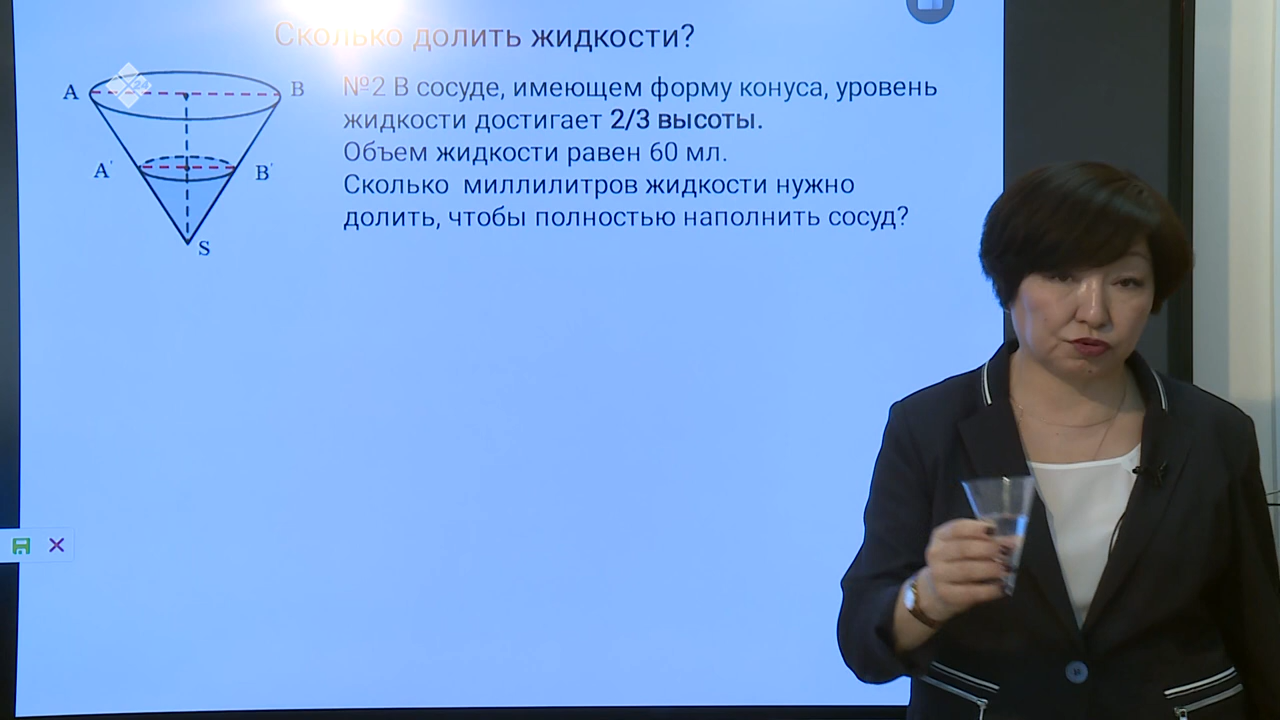 Сколько долить жидкости?
A
B
№2 В сосуде, имеющем форму конуса, уровень
жидкости достигает 2/3 высоты.
Объем жидкости равен 60 мл.
Сколько миллилитров жидкости нужно
долить, чтобы полностью наполнить сосуд?
A'
B'
S